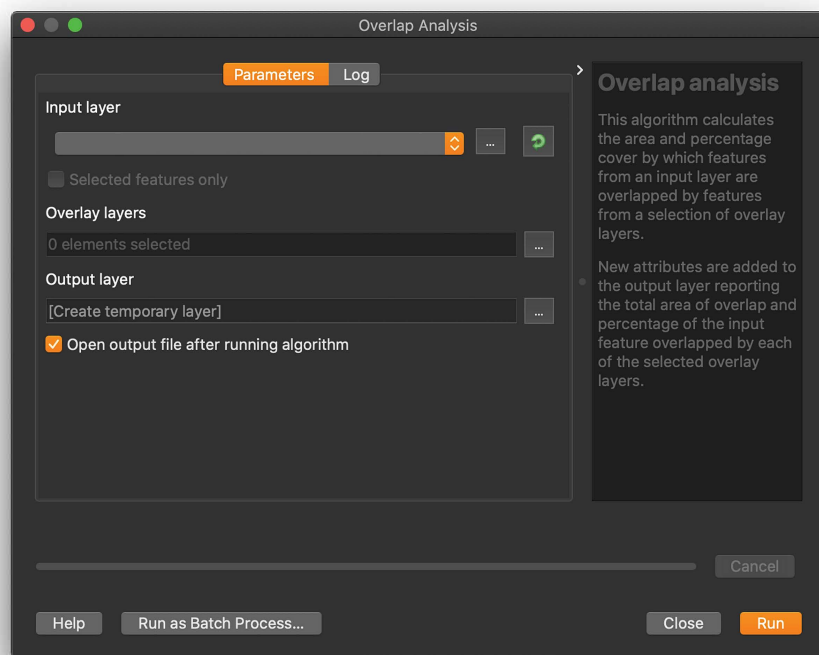 Overlap Analysis
Parameters
Log
Input layer
...
Selected features only
Overlay layers
0 elements selected
...
Output layer
[Create temporary layer]
...
Open output file after running algorithm
Overlap analysis
This algorithm calculates
the area and percentage
cover by which features
from an input layer are
overlapped by features
from a selection of overlay
layers.
New attributes are added to
the output layer reporting
the total area of overlap and
percentage of the input
feature overlapped by each
of the selected overlay
layers.
Cancel
Help
Run as Batch Process...
Close
Run